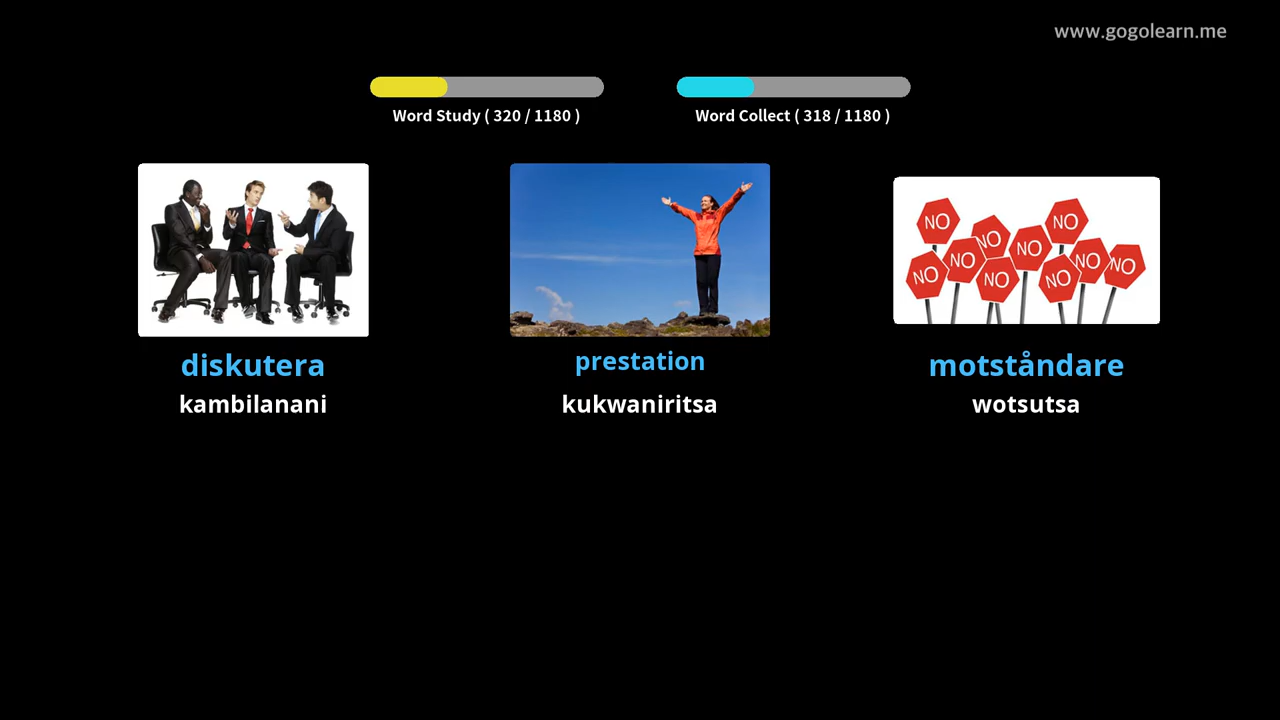 www.gogolearn.me
Word Study ( 320 / 1180 )
Word Collect ( 318 / 1180 )
NO
NO
NO
NO
NO
NO
NO
NO
NO
NO
diskutera
prestation
motståndare
kambilanani
kukwaniritsa
wotsutsa